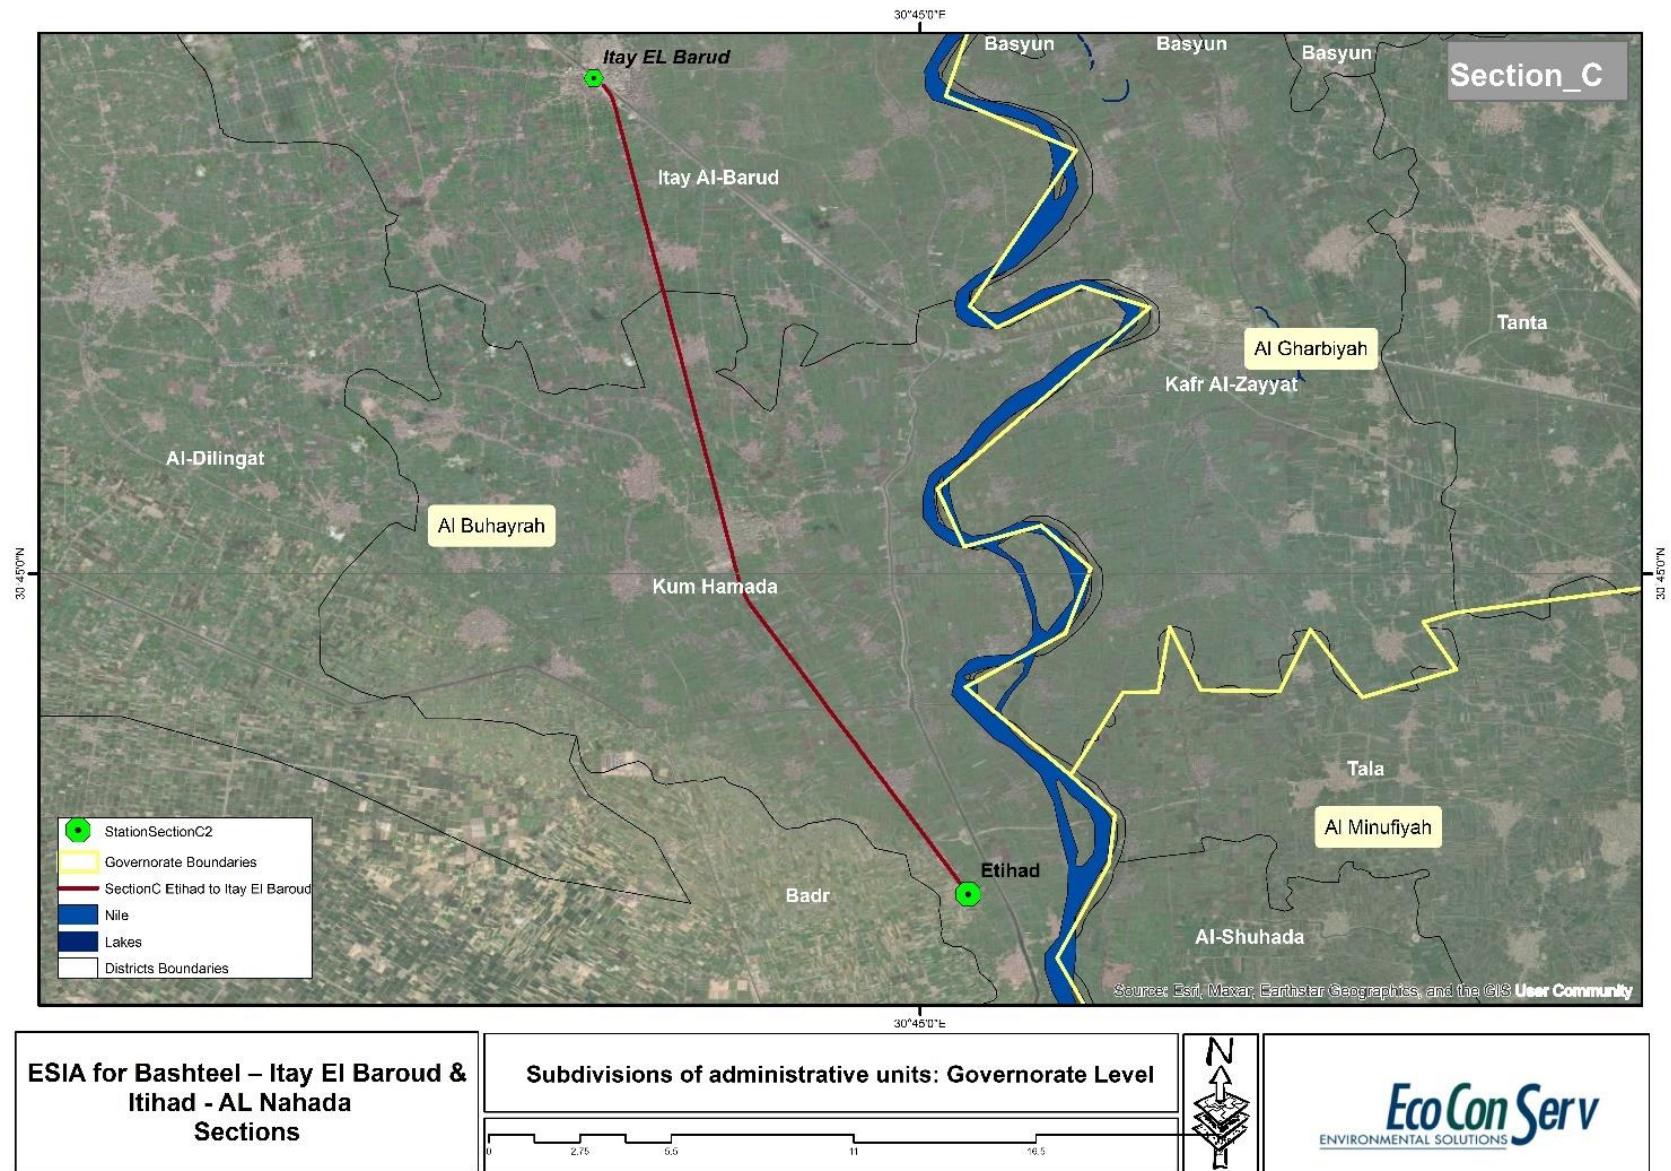 30°45'0"E
Itay EL Barud
Basyun
Basyun
Basyun
Section_C
Itay Al-Barud
Tanta
Al Gharbiyah
Kafr Al-Zayyat
Al-Dilingat
Al Buhayrah
30°45'0"N
30°45'0"N
Kum Hamada
Tala
Al Minufiyah
StationSectionC2
Governorate Boundaries
SectionC Etihad to Itay El Baroud
Nile
Lakes
Districts Boundaries
Etihad
Badr
Al-Shuhada
Source: Esri, Maxar, Earthstar Geographics, and the GIS User Community
30°45'0"E
ESIA for Bashteel – Itay El Baroud &
Itihad - AL Nahada
Sections
Subdivisions of administrative units: Governorate Level
0 2.75 5.5 11 16.5
N
EcoConServ
ENVIRONMENTAL SOLUTIONS